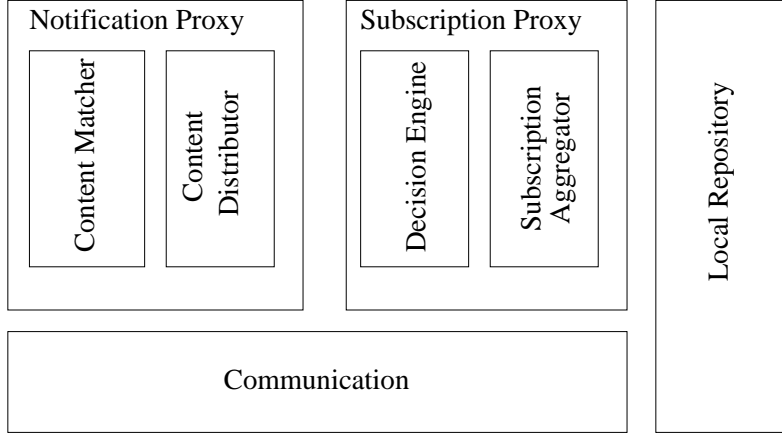 Notification Proxy
Content Matcher
Content
Distributor
Subscription Proxy
Decision Engine
Subscription
Aggregator
Local Repository
Communication